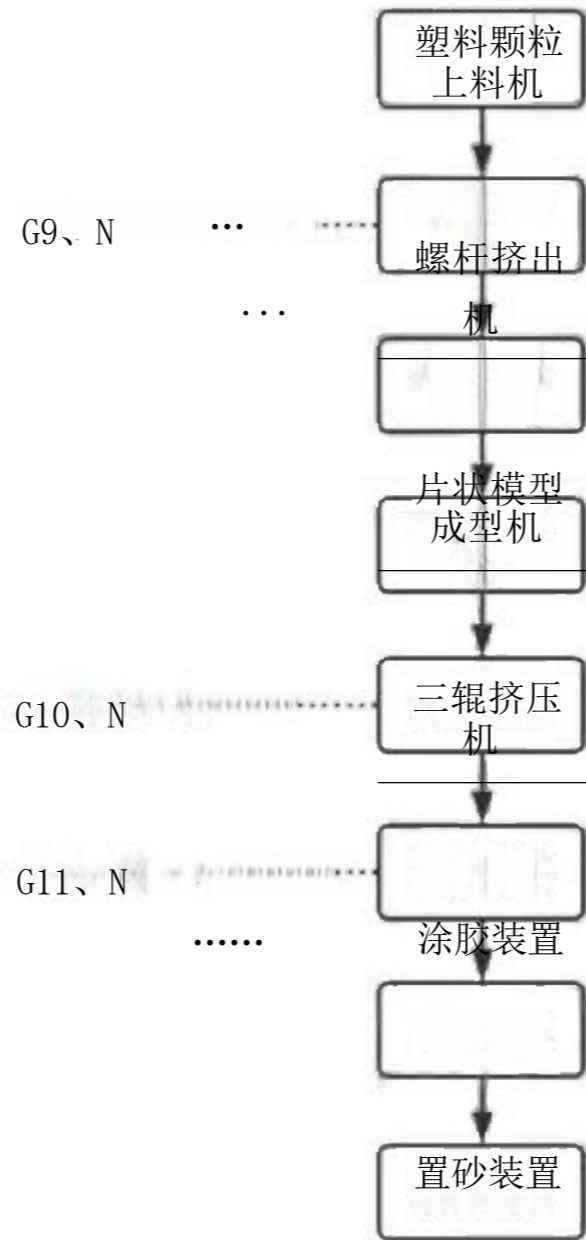 塑料颗粒
上料机
G9、N ...
螺杆挤出
...
机
片状模型
成型机
三辊挤压
G10、N
机
G11、N
涂胶装置
......
置砂装置